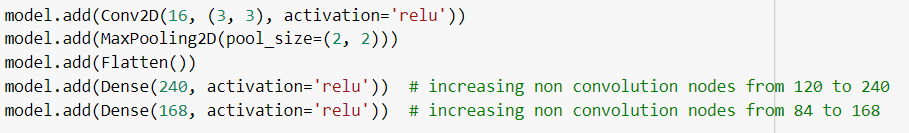 model.add(Conv2D(16, (3, 3), activation='relu'))
model.add(MaxPooling2D(pool_size=(2, 2)))
model.add(Flatten())
model.add(Dense(240, activation='relu'))  # increasing non convolution nodes from 120 to 240
model.add(Dense(168, activation='relu'))  # increasing non convolution nodes from 84 to 168